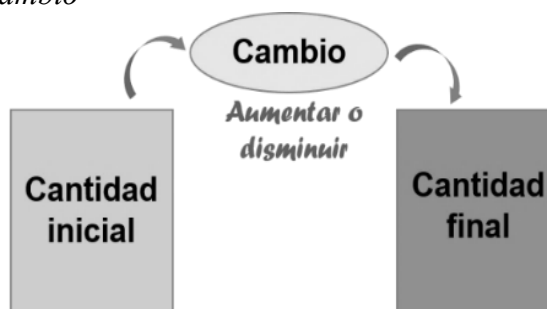 Cambio
Aumentar o
disminuir
Cantidad
inicial
Cantidad
final